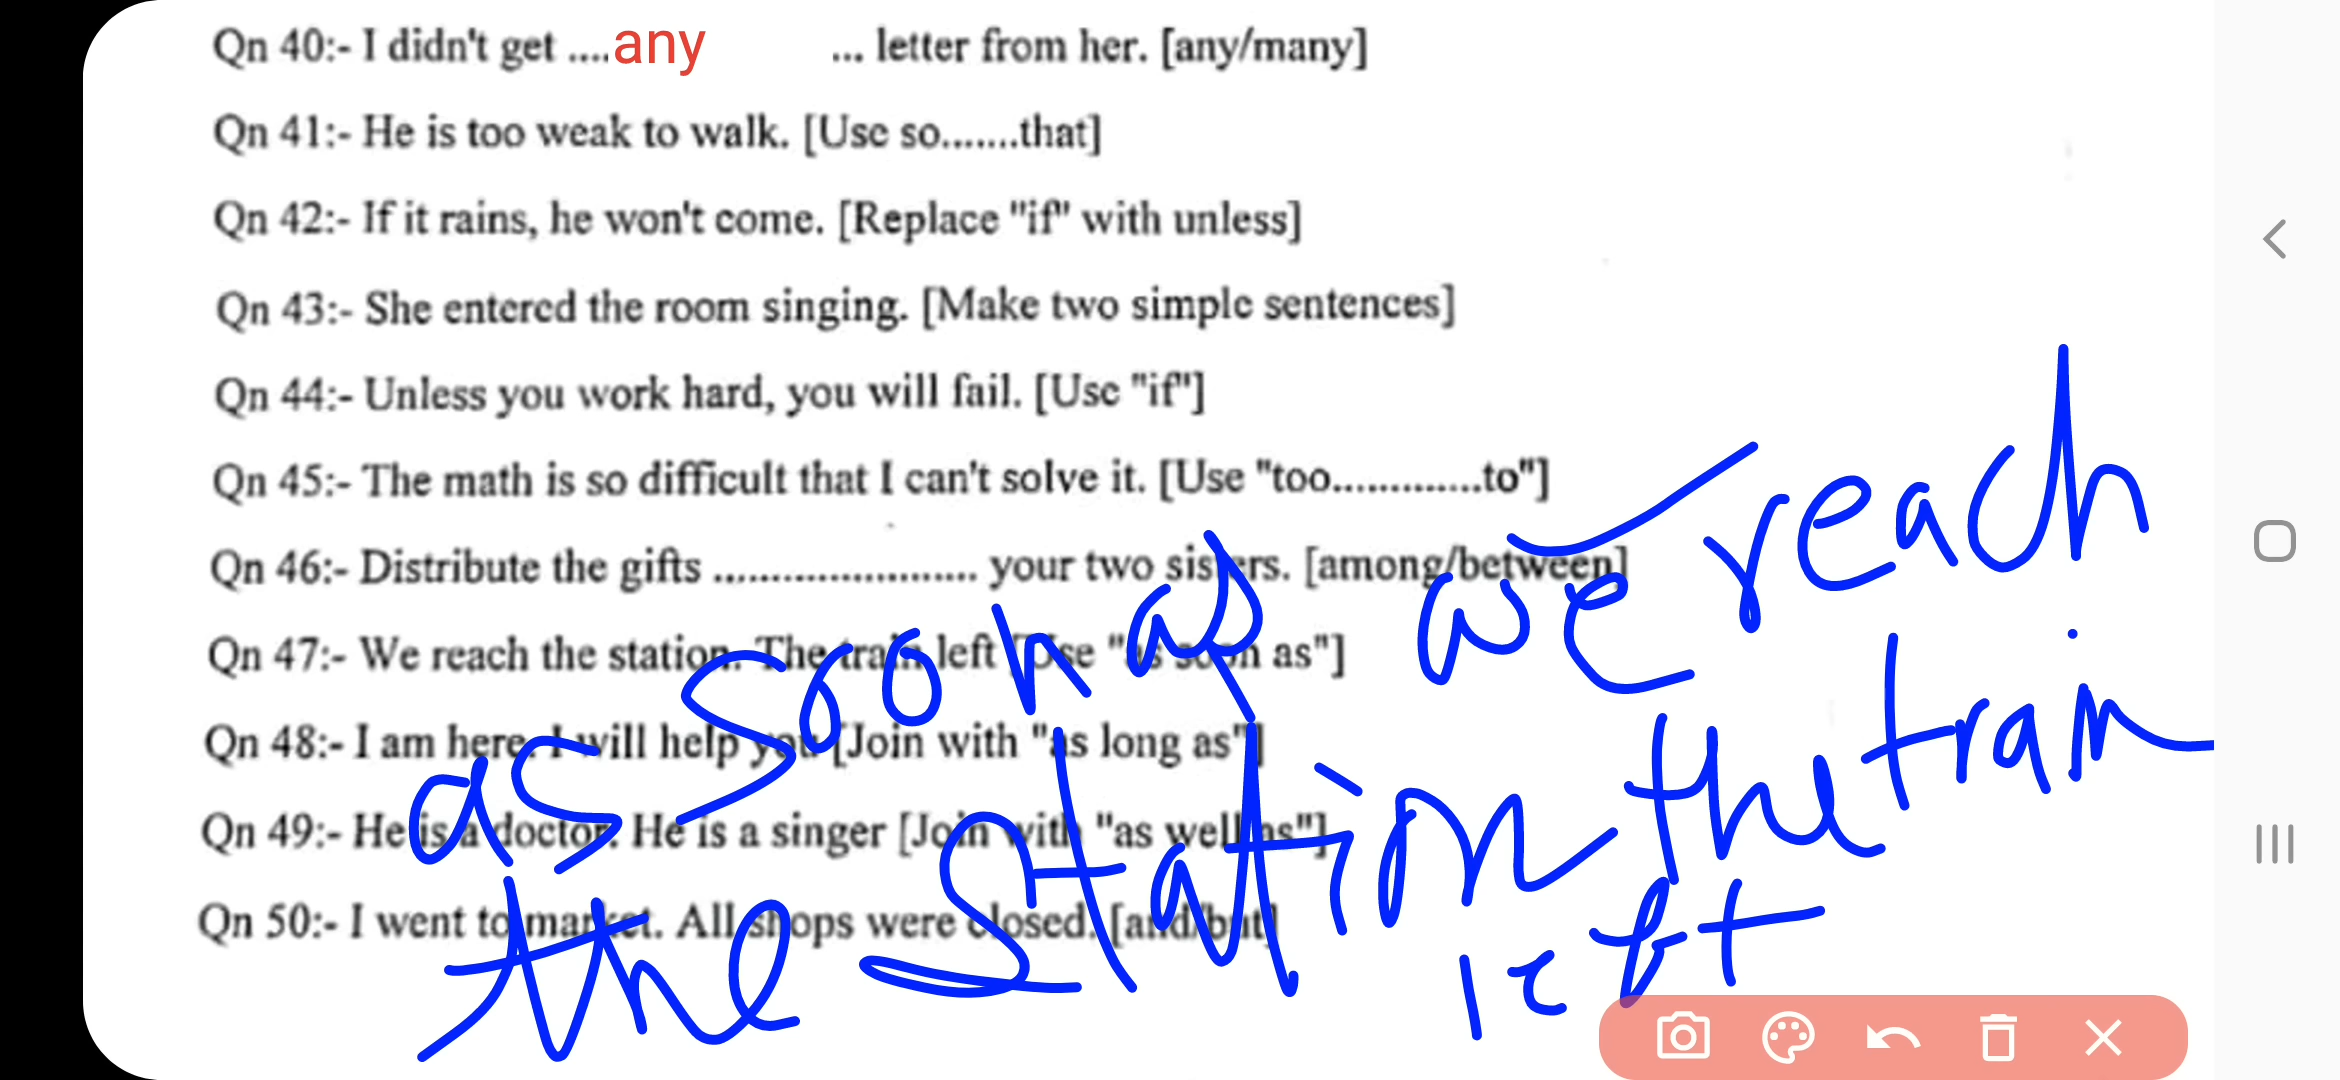 Qn 40:- I didn't get ....any ... letter from her. [any/many]
Qn 41:- He is too weak to walk. [Use so.......that]
Qn 42:- If it rains, he won't come. [Replace "if" with unless]
Qn 43:- She entered the room singing. [Make two simple sentences]
Qn 44:- Unless you work hard, you will fail. [Use "if"]
Qn 45:- The math is so difficult that I can't solve it. [Use "too.............to"]
Qn 46:- Distribute the gifts ....................... your two sisters. [among/between]
Qn 47:- We reach the station. The train left [Use "as soon as"]
Qn 48:- I am here. I will help you [Join with "as long as"]
Qn 49:- He is a doctor. He is a singer [Join with "as well as"]
Qn 50:- I went to market. All shops were closed. [and/but]
as soon as we reach
the station the train
left